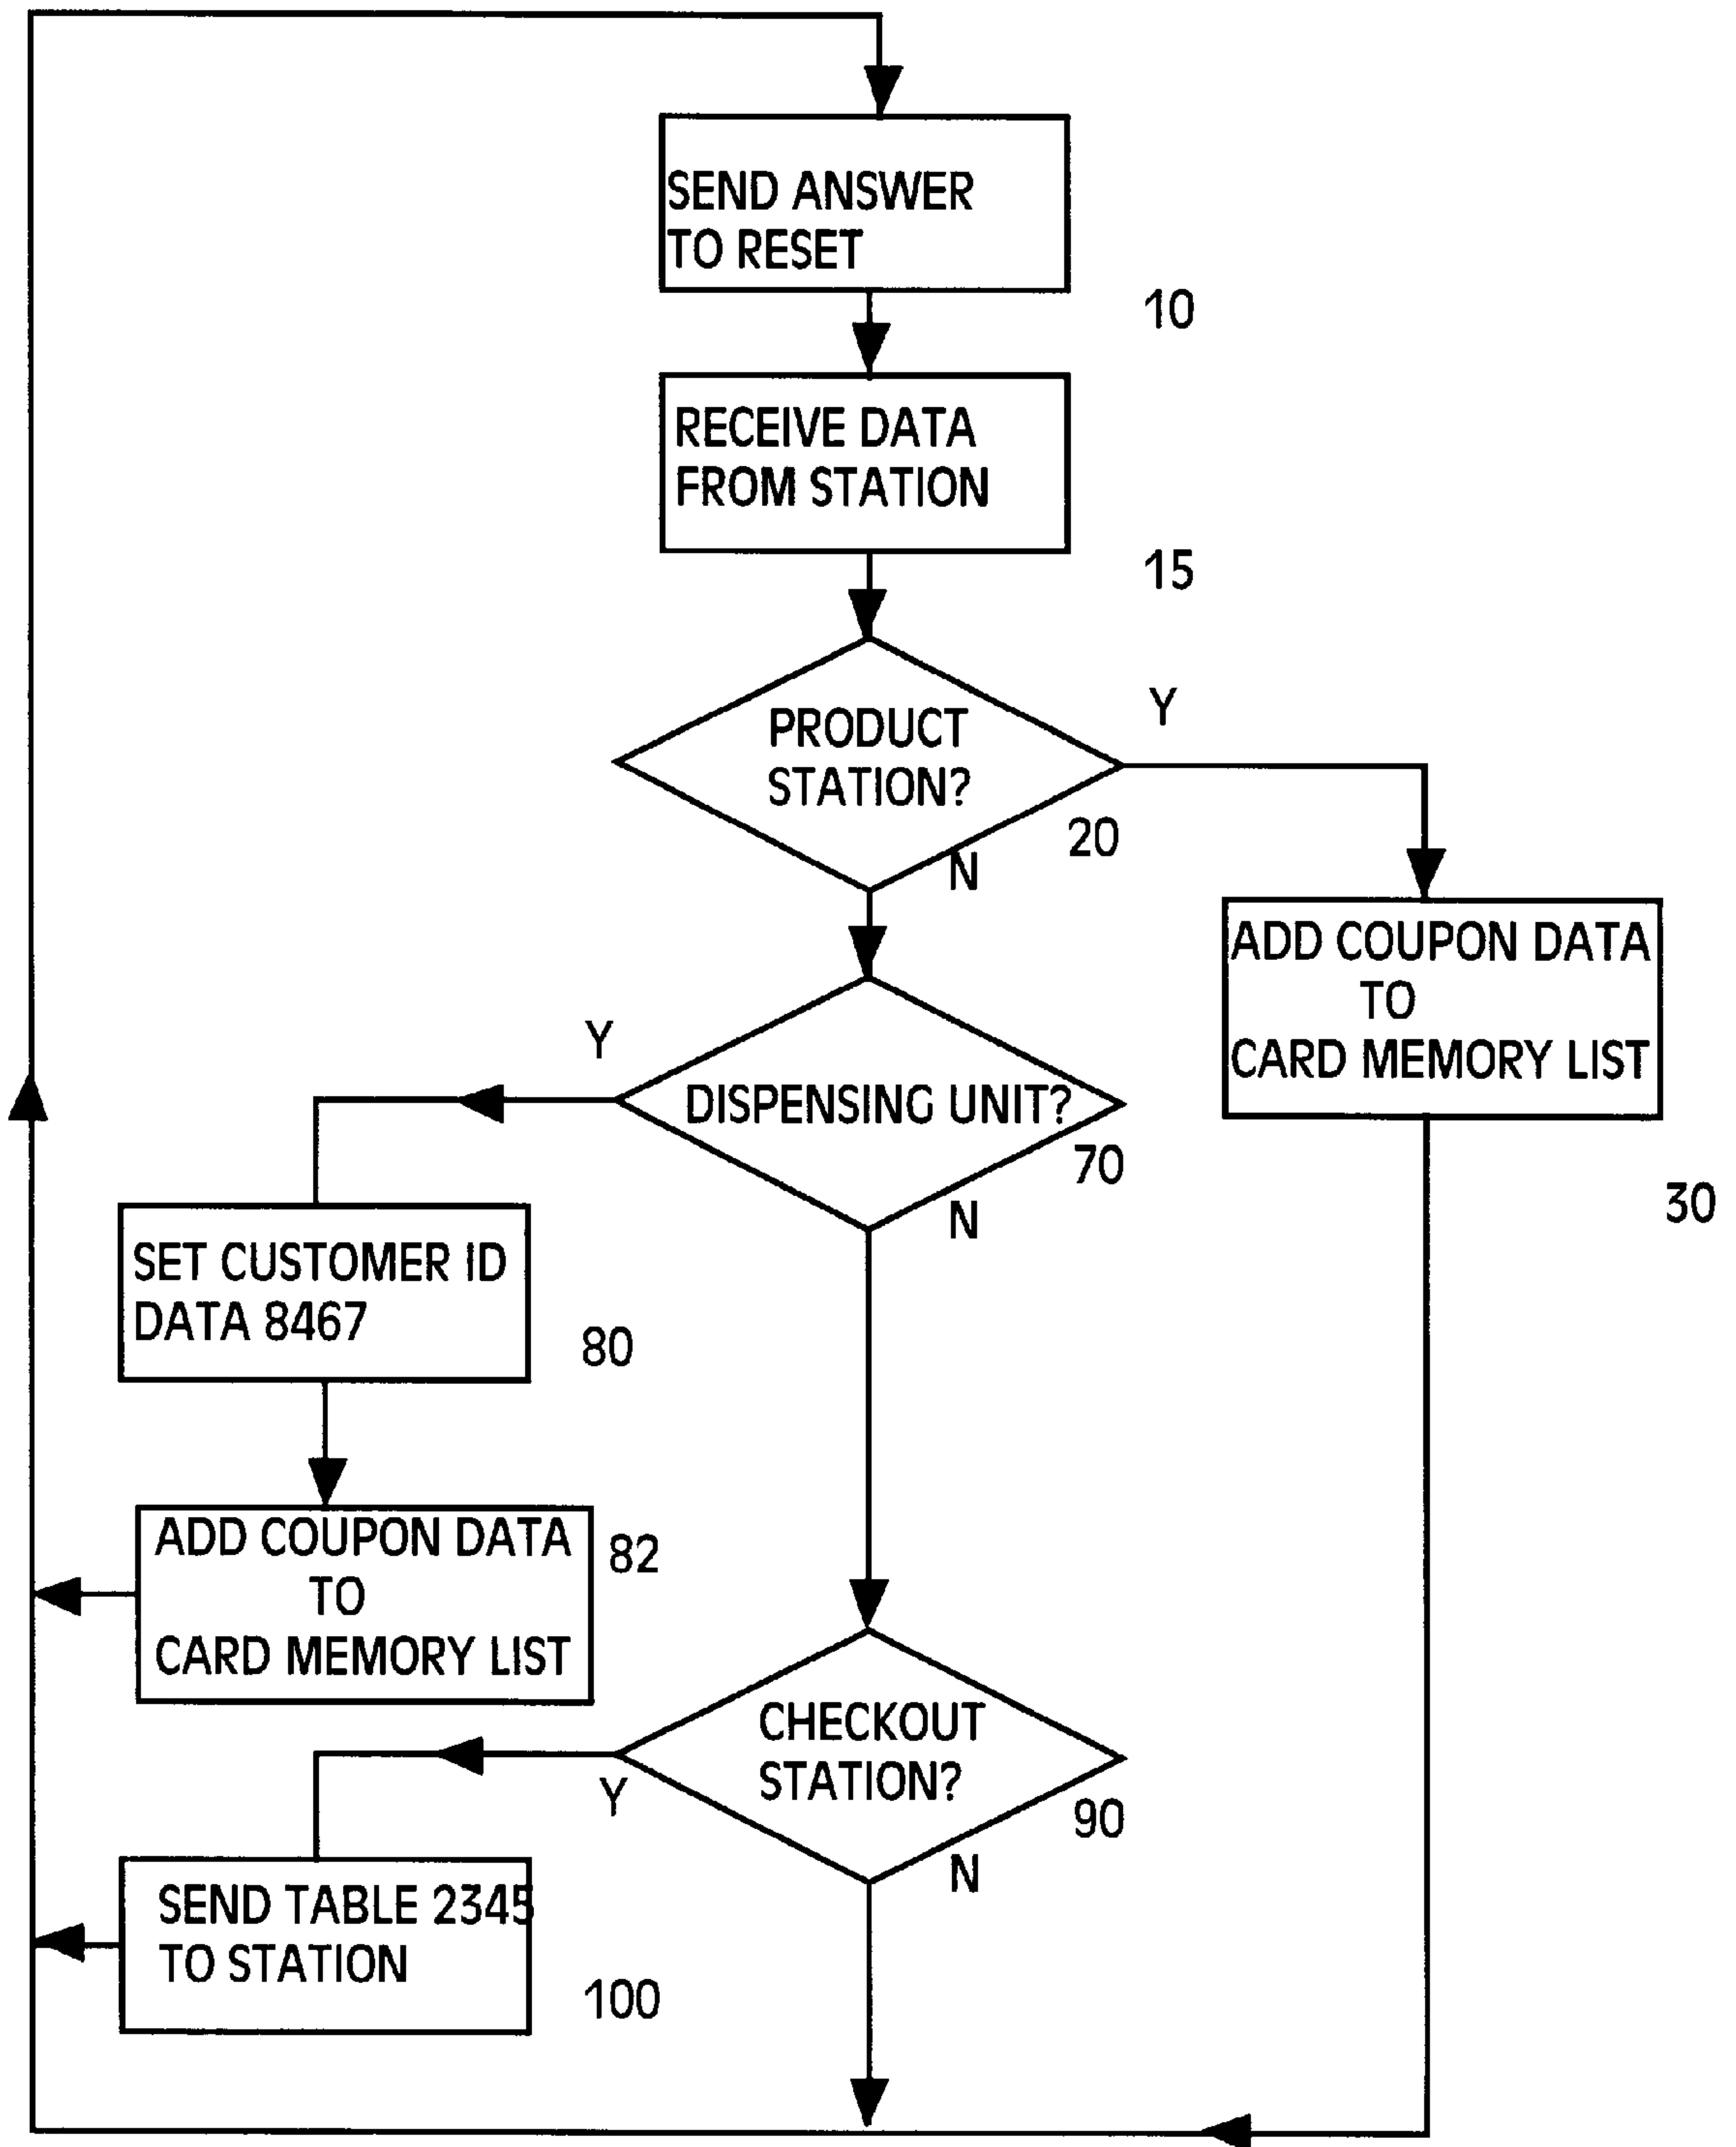 SEND ANSWER
TO RESET
10
RECEIVE DATA
FROM STATION
15
PRODUCT
STATION?
Y
20
N
ADD COUPON DATA
TO
CARD MEMORY LIST
30
Y
DISPENSING UNIT?
70
N
SET CUSTOMER ID
DATA 8467
80
ADD COUPON DATA
TO
CARD MEMORY LIST
82
CHECKOUT
STATION?
Y
90
N
SEND TABLE 2345
TO STATION
100